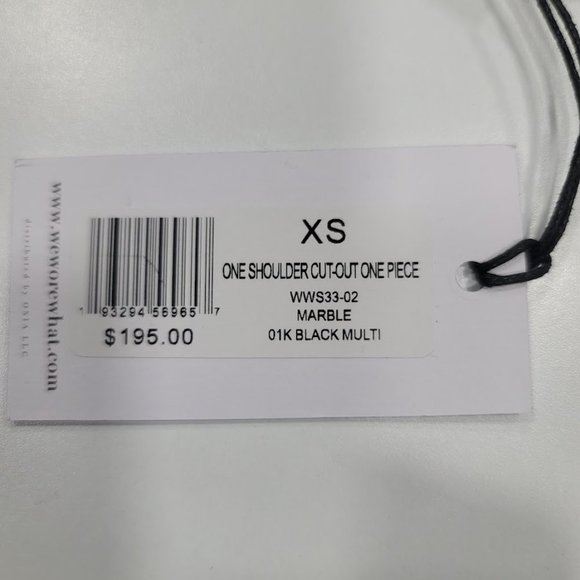 www.weworewhat.com
distributed by ONIA LLC
XS
ONE SHOULDER CUT-OUT ONE PIECE
WWS33-02
MARBLE
01K BLACK MULTI
1 93294 56965 7
$195.00